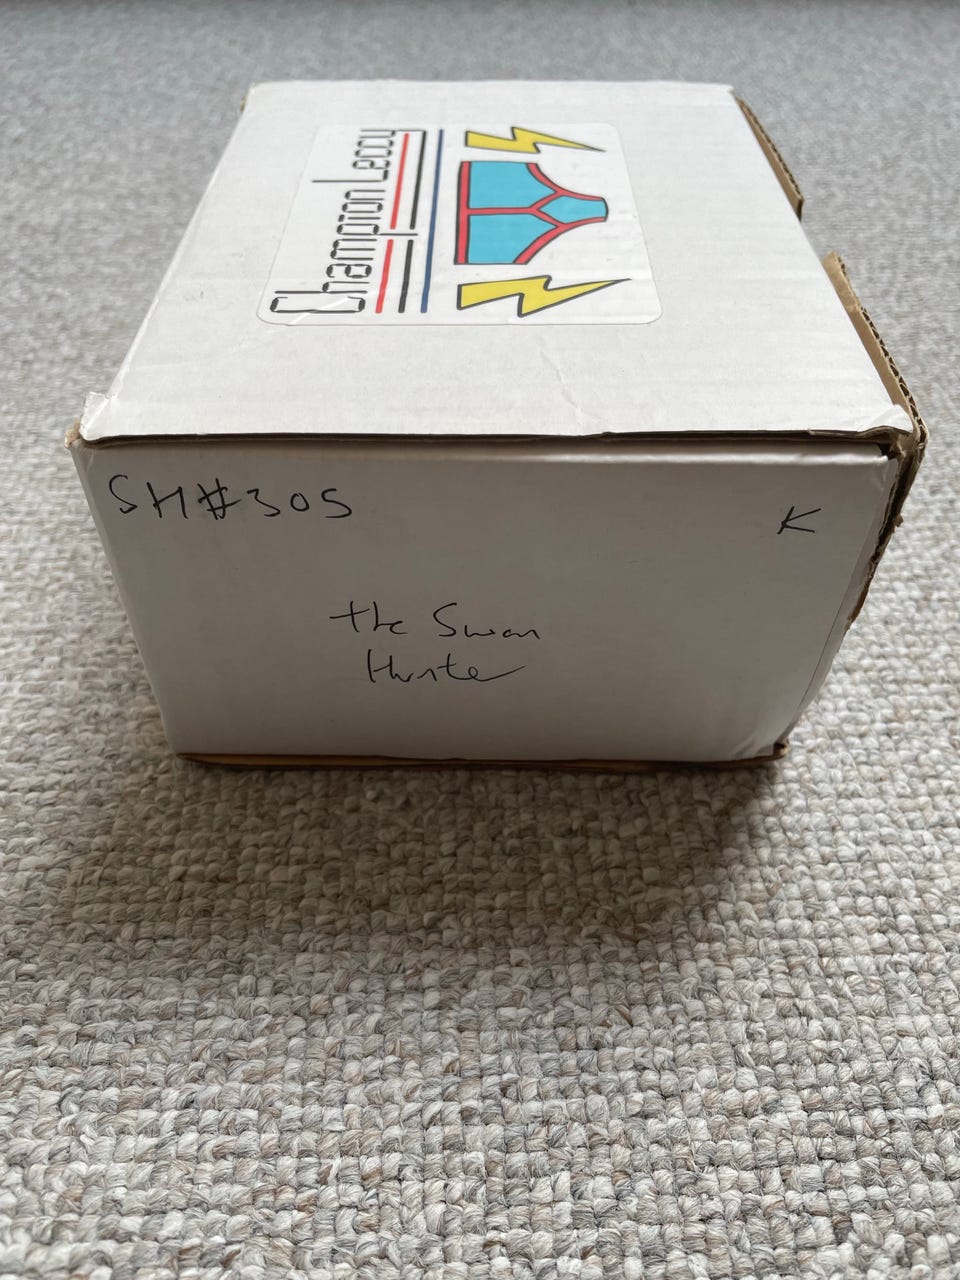 Champion Leccy
SH#305
K
the Swan
Hunter